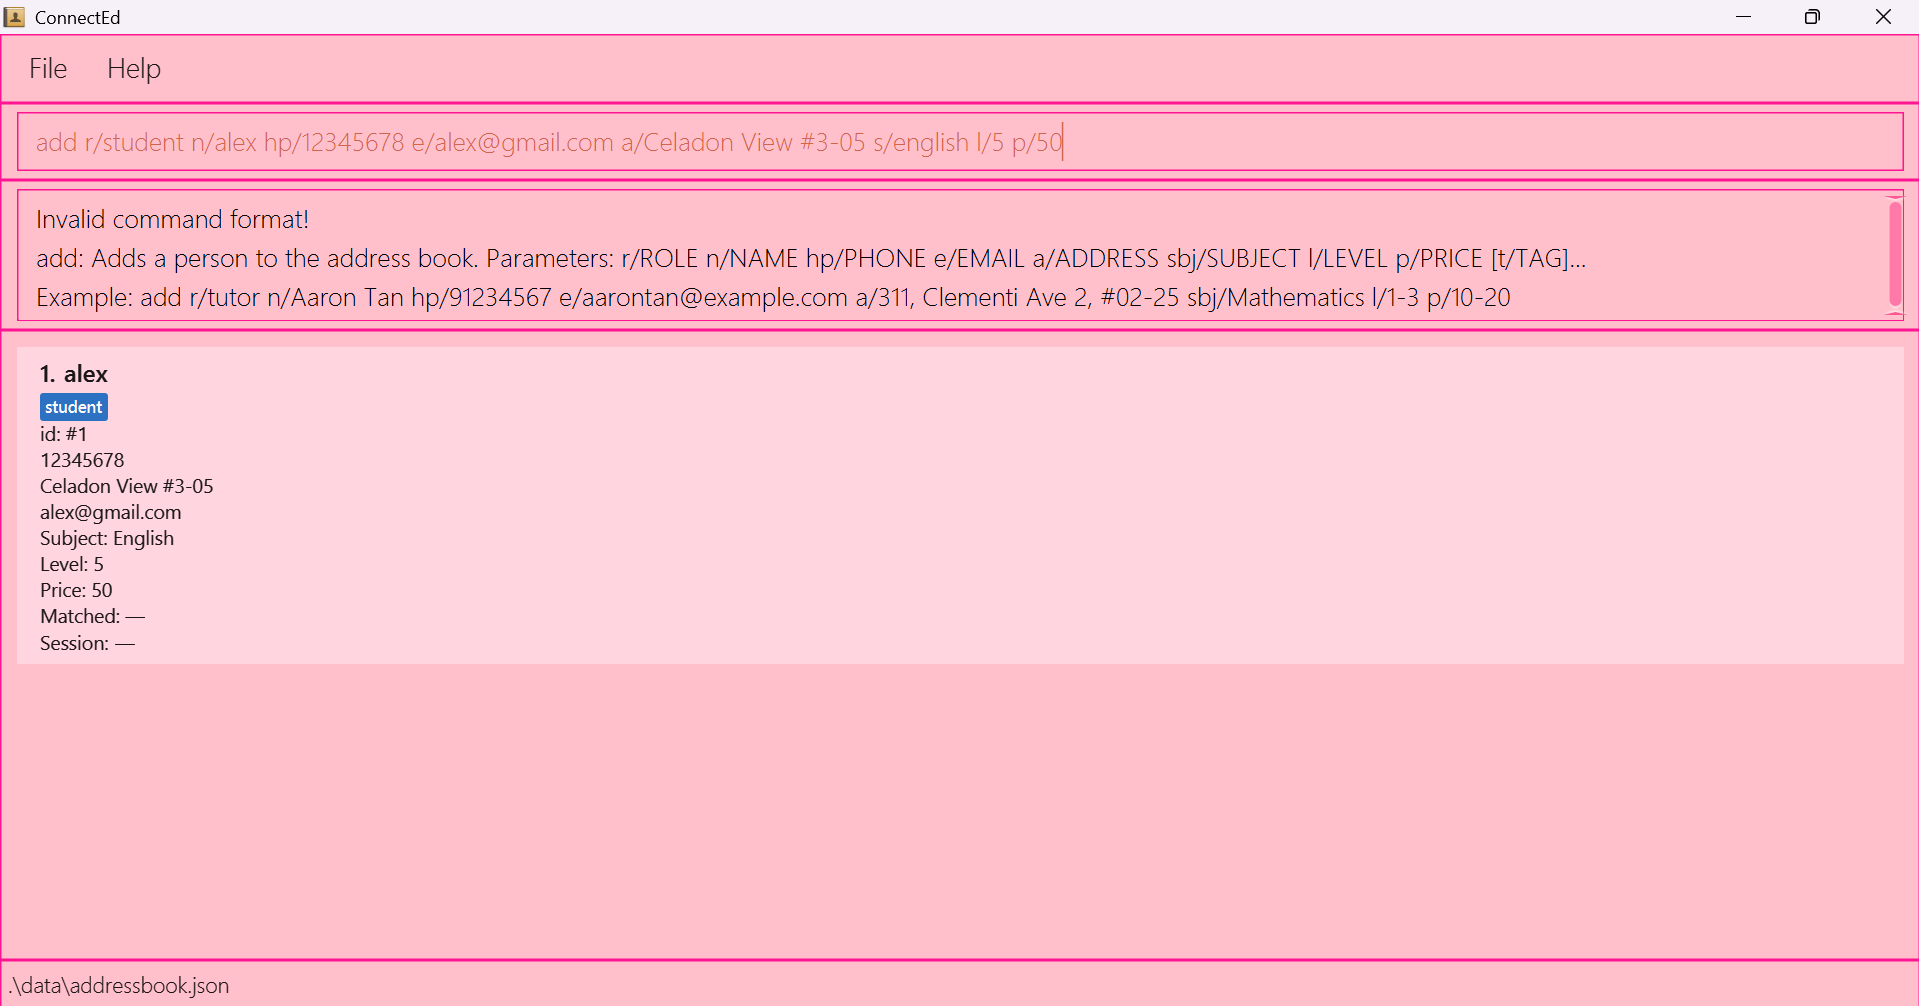 ConnectEd
File Help
add r/student n/alex hp/12345678 e/alex@gmail.com a/Celadon View #3-05 s/english l/5 p/50
Invalid command format!
add: Adds a person to the address book. Parameters: r/ROLE n/NAME hp/PHONE e/EMAIL a/ADDRESS sbj/SUBJECT l/LEVEL p/PRICE [t/TAG]...
Example: add r/tutor n/Aaron Tan hp/91234567 e/aarontan@example.com a/311, Clementi Ave 2, #02-25 sbj/Mathematics l/1-3 p/10-20
1. alex
student
id: #1
12345678
Celadon View #3-05
alex@gmail.com
Subject: English
Level: 5
Price: 50
Matched: —
Session: —
.\data\addressbook.json